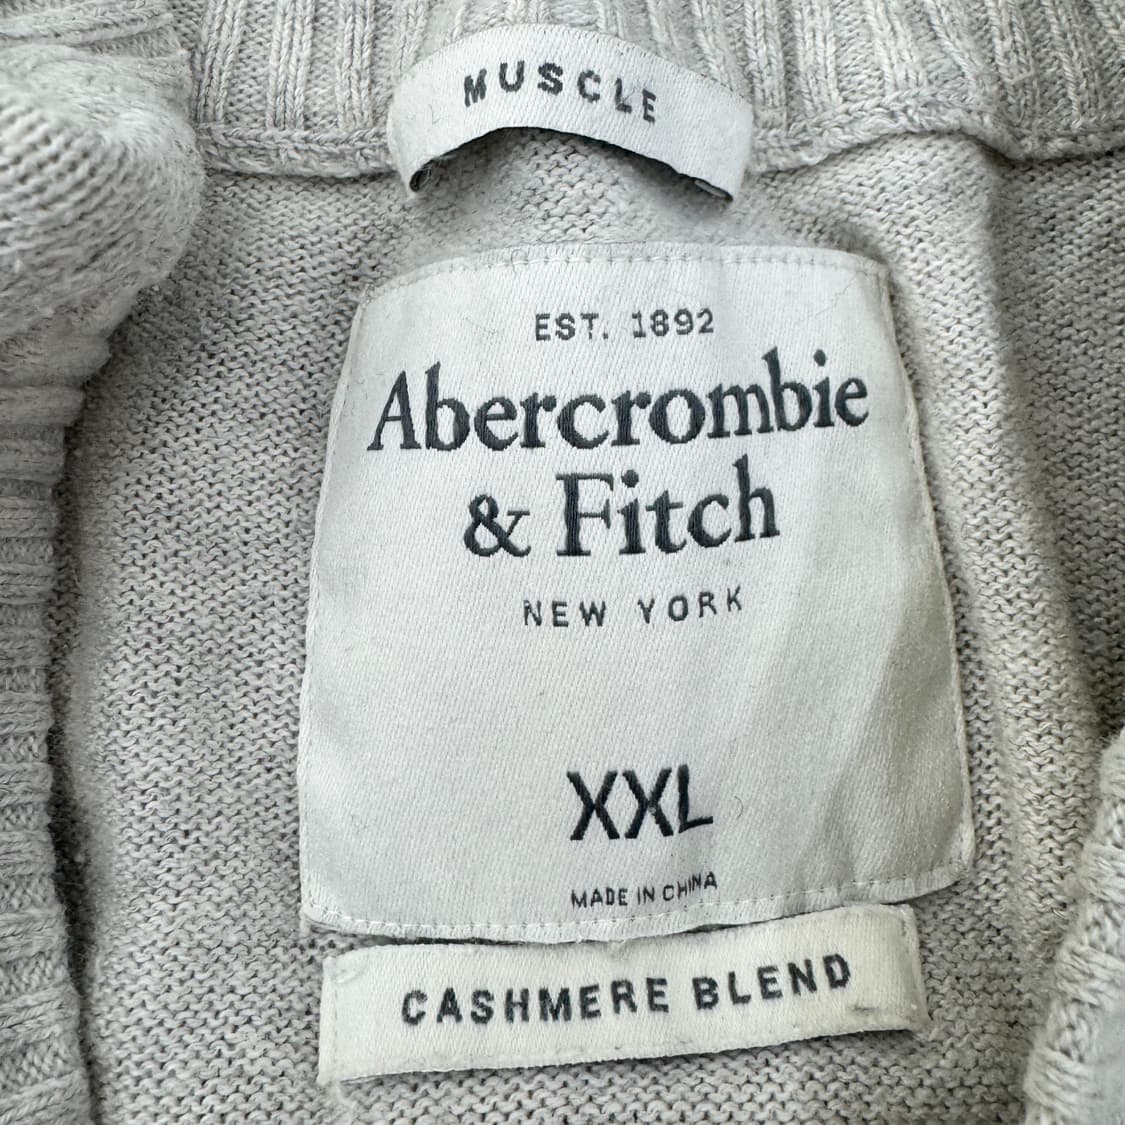 MUSCLE
EST. 1892
Abercrombie
& Fitch
NEW YORK
XXL
MADE IN CHINA
CASHMERE BLEND